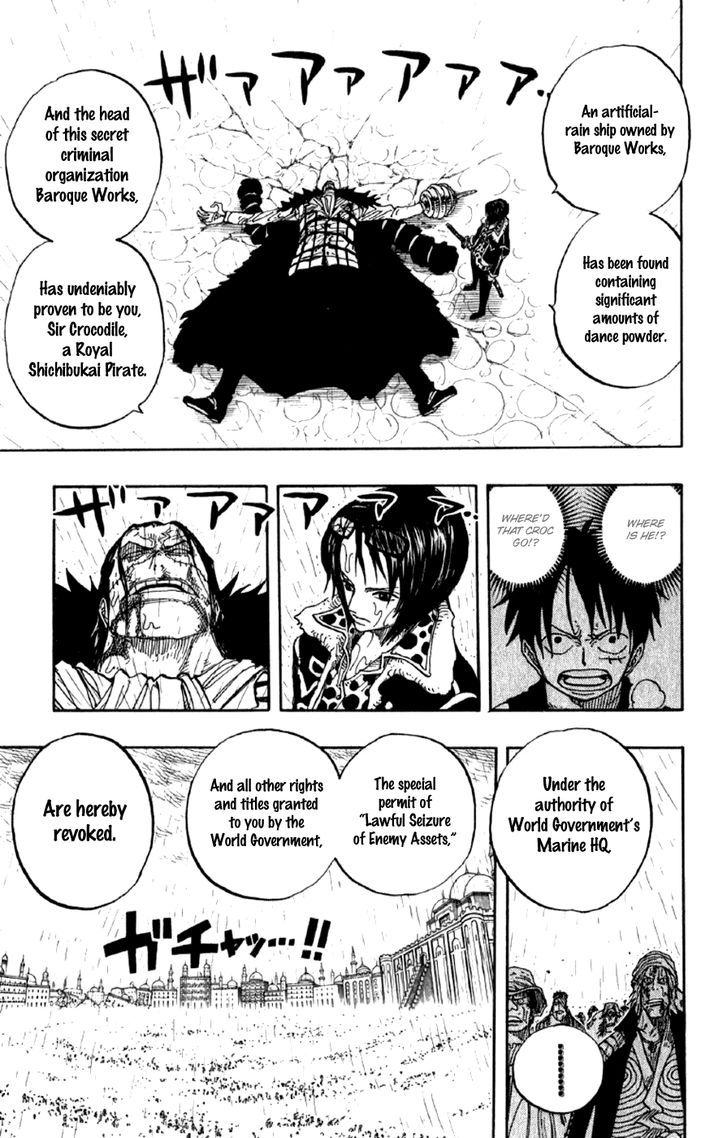 ザァァァァァァ..
An artificial-
rain ship owned by
Baroque Works,
Has been found
containing
significant
amounts of
dance powder.
And the head
of this secret
criminal
organization
Baroque Works,
Has undeniably
proven to be you,
Sir Crocodile,
a Royal
Shichibukai Pirate.
WHERE
IS HE!?
WHERE'D
THAT CROC
GO!?
ザァァァァァァ...
Under the
authority of
World Government's
Marine HQ,
..........
The special
permit of
"Lawful Seizure
of Enemy Assets,"
And all other rights
and titles granted
to you by the
World Government,
Are hereby
revoked.
ガチャッ...!!